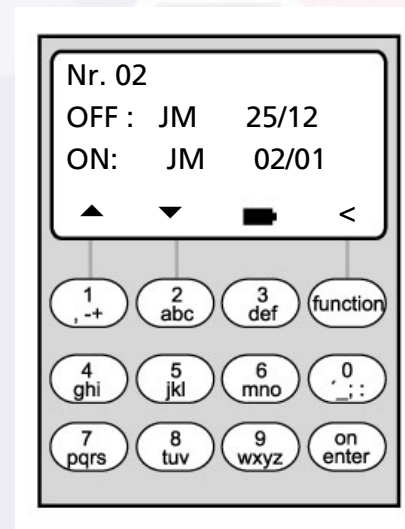 Nr. 02
OFF : JM 25/12
ON: JM 02/01
<
1 2 3 function
, -+ abc def
4 5 6 0
ghi jkl mno ´_; :
7 8 9 on
pqrs tuv wxyz enter